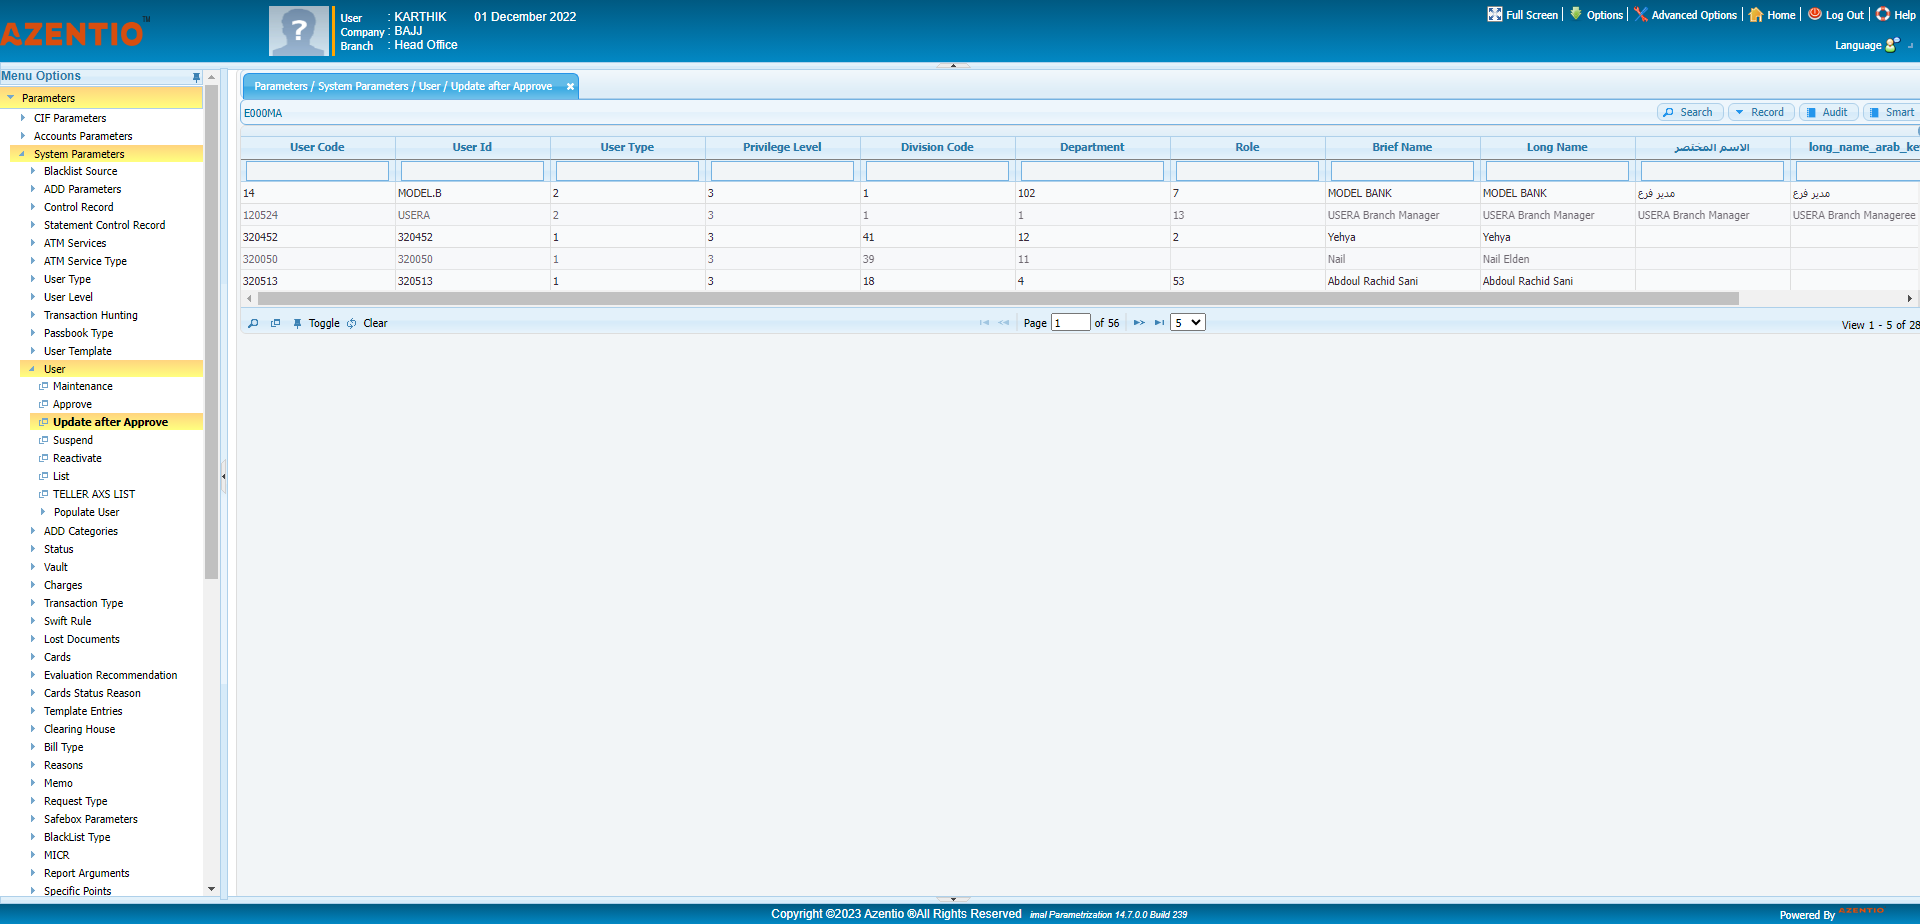 AZENTIO™
User : KARTHIK 01 December 2022
Company : BAJJ
Branch : Head Office
Full Screen Options Advanced Options Home Log Out Help
Language
Menu Options
Parameters
CIF Parameters
Accounts Parameters
System Parameters
Blacklist Source
ADD Parameters
Control Record
Statement Control Record
ATM Services
ATM Service Type
User Type
User Level
Transaction Hunting
Passbook Type
User Template
User
Maintenance
Approve
Update after Approve
Suspend
Reactivate
List
TELLER AXS LIST
Populate User
ADD Categories
Status
Vault
Charges
Transaction Type
Swift Rule
Lost Documents
Cards
Evaluation Recommendation
Cards Status Reason
Template Entries
Clearing House
Bill Type
Reasons
Memo
Request Type
Safebox Parameters
BlackList Type
MICR
Report Arguments
Specific Points
Parameters / System Parameters / User / Update after Approve
E000MA
Search Record Audit Smart
User Code User Id User Type Privilege Level Division Code Department Role Brief Name Long Name الاسم المختصر long_name_arab_ke
14 MODEL.B 2 3 1 102 7 MODEL BANK MODEL BANK مدير فرع مدير فرع
120524 USERA 2 3 1 1 13 USERA Branch Manager USERA Branch Manager USERA Branch Manager USERA Branch Manageree
320452 320452 1 3 41 12 2 Yehya Yehya
320050 320050 1 3 39 11 Nail Nail Elden
320513 320513 1 3 18 4 53 Abdoul Rachid Sani Abdoul Rachid Sani
Toggle Clear Page 1 of 56 5 View 1 - 5 of 28
Copyright ©2023 Azentio ®All Rights Reserved imal Parametrization 14.7.0.0 Build 239
Powered By AZENTIO